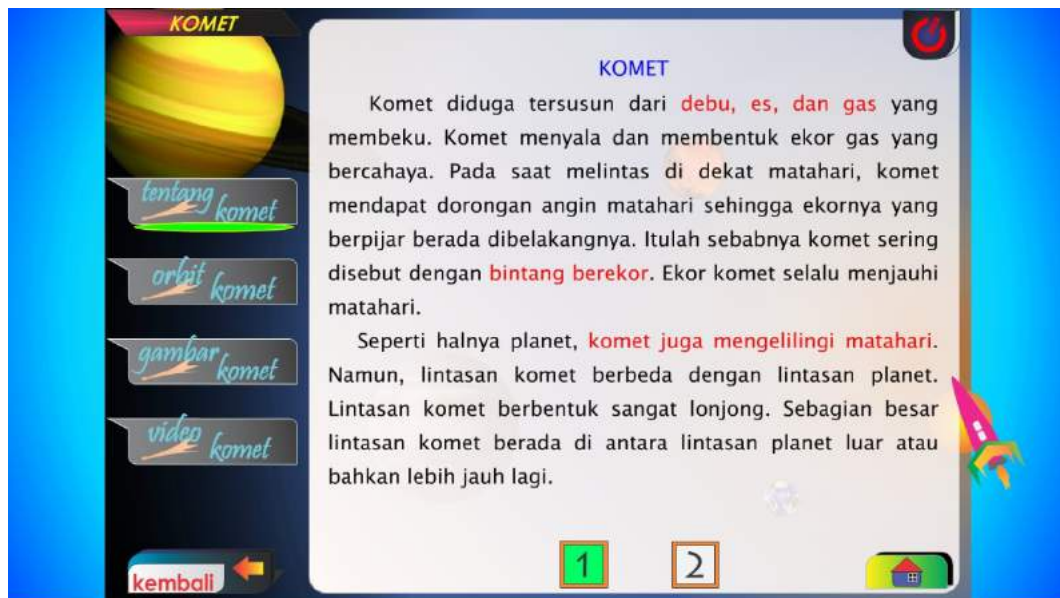 KOMET
tentang komet
orbit komet
gambar komet
video komet
kembali
KOMET
Komet diduga tersusun dari debu, es, dan gas yang
membeku. Komet menyala dan membentuk ekor gas yang
bercahaya. Pada saat melintas di dekat matahari, komet
mendapat dorongan angin matahari sehingga ekornya yang
berpijar berada dibelakangnya. Itulah sebabnya komet sering
disebut dengan bintang berekor. Ekor komet selalu menjauhi
matahari.
Seperti halnya planet, komet juga mengelilingi matahari.
Namun, lintasan komet berbeda dengan lintasan planet.
Lintasan komet berbentuk sangat lonjong. Sebagian besar
lintasan komet berada di antara lintasan planet luar atau
bahkan lebih jauh lagi.
1 2